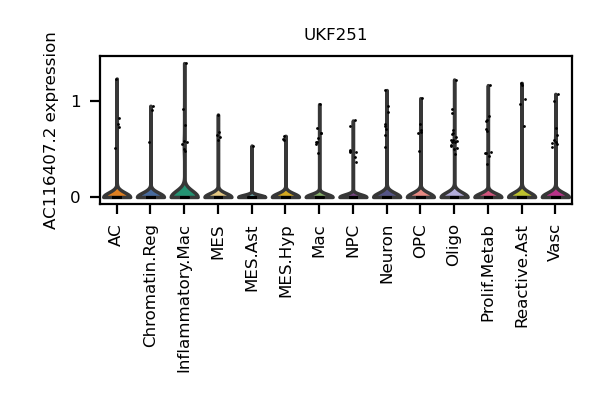 UKF251
AC116407.2 expression
1
0
AC
Chromatin.Reg
Inflammatory.Mac
MES
MES.Ast
MES.Hyp
Mac
NPC
Neuron
OPC
Oligo
Prolif.Metab
Reactive.Ast
Vasc